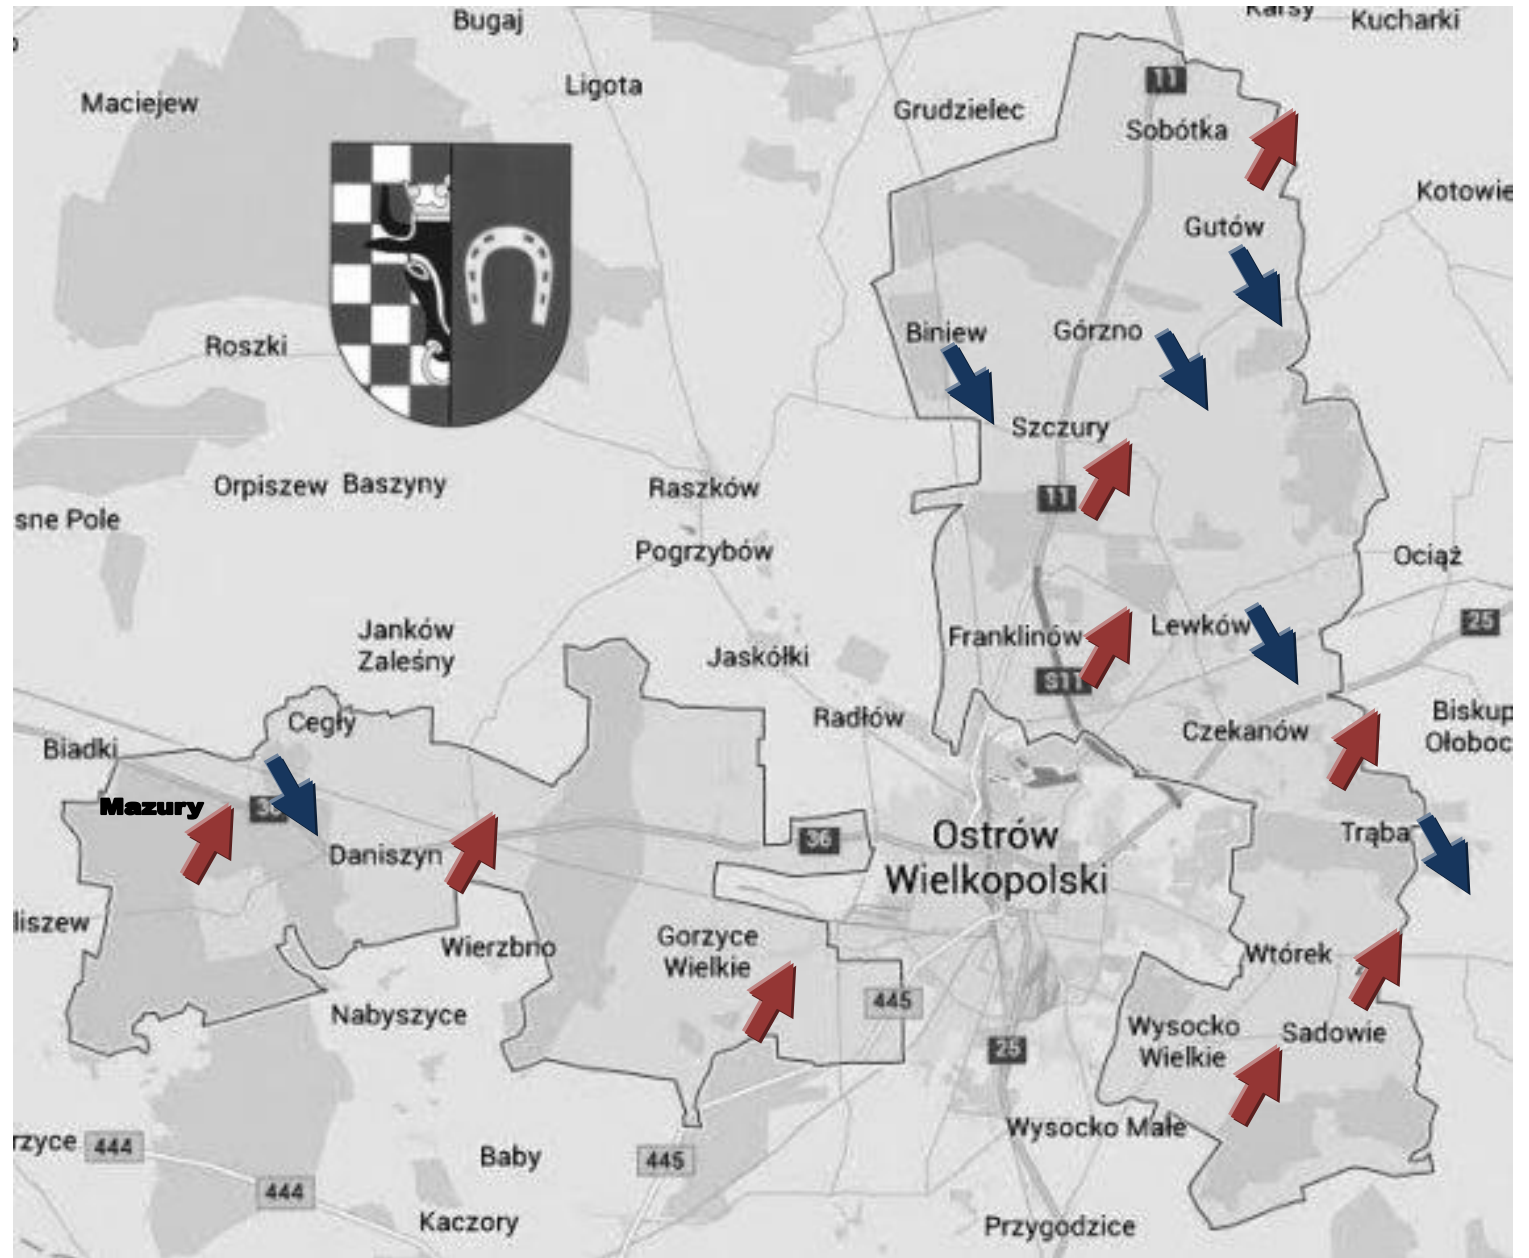 Bugaj
Karsy
Kucharki
Maciejew
Ligota
11
Grudzielec
Sobótka
Kotowie
Gutów
Roszki
Biniew
Górzno
Szczury
Orpiszew
Baszyny
Raszków
11
sne Pole
Pogrzybów
Ociąż
25
Janków
Zaleśny
Jaskółki
Franklinów
Lewków
S11
Cegły
Radłów
Czekanów
Biskup
Ołoboc
Biadki
Mazury
36
Daniszyn
36
Ostrów
Wielkopolski
Trąba
liszew
Wierzbno
Gorzyce
Wielkie
Wtórek
445
Nabyszyce
25
Wysocko
Wielkie
Sadowie
rzyce
444
Baby
445
Wysocko Małe
444
Kaczory
Przygodzice